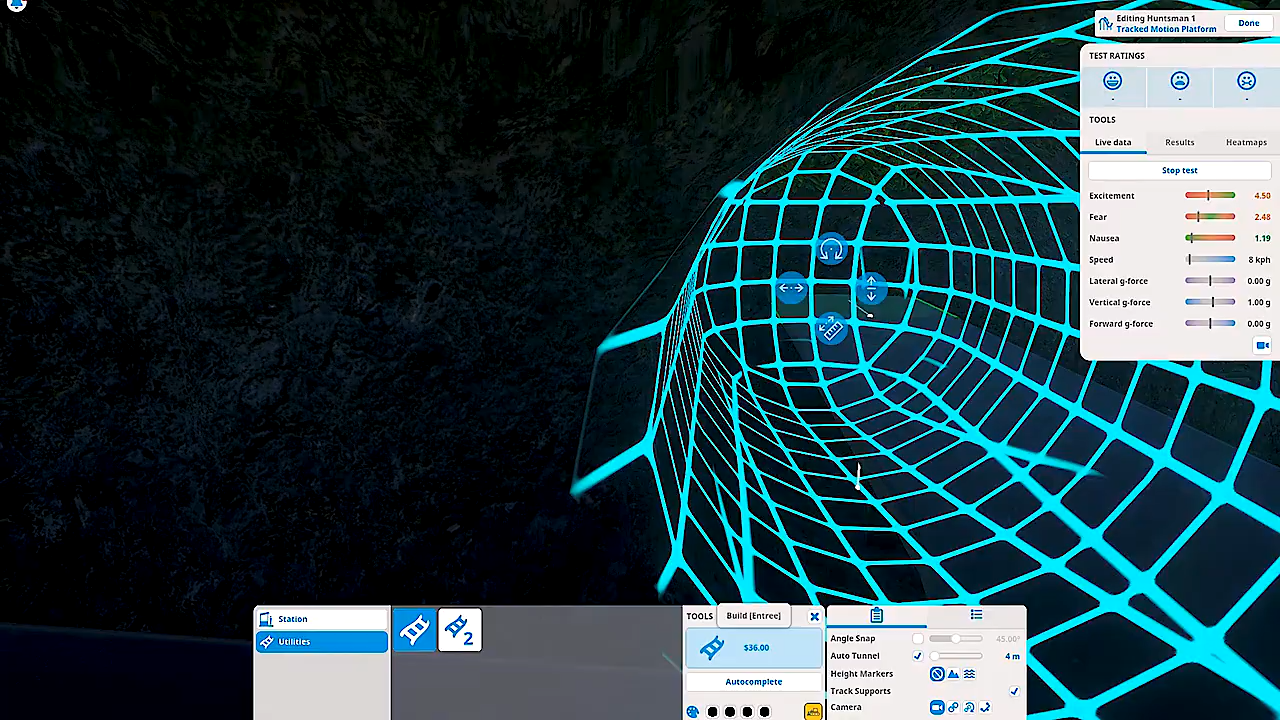 Editing Huntsman 1
Tracked Motion Platform
Done
TEST RATINGS
- - -
TOOLS
Live data Results Heatmaps
Stop test
Excitement 4.50
Fear 2.48
Nausea 1.19
Speed 8 kph
Lateral g-force 0.00 g
Vertical g-force 1.00 g
Forward g-force 0.00 g
Station
Utilities
2
TOOLS
Build [Entree]
$36.00
Autocomplete
Angle Snap 45.00°
Auto Tunnel 4 m
Height Markers
Track Supports
Camera